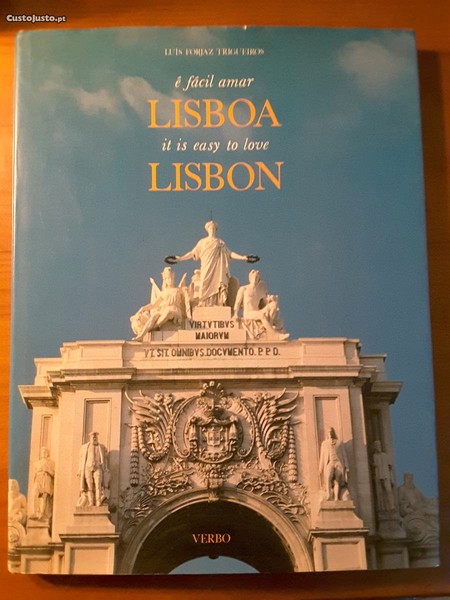 CustoJusto.pt
LUÍS FORJAZ TRIGUEIROS
é fácil amar
LISBOA
it is easy to love
LISBON
VIRTVTIBVS
MAIORVM
VT.SIT.OMNIBVS.DOCVMENTO.P.P.D.
VERBO